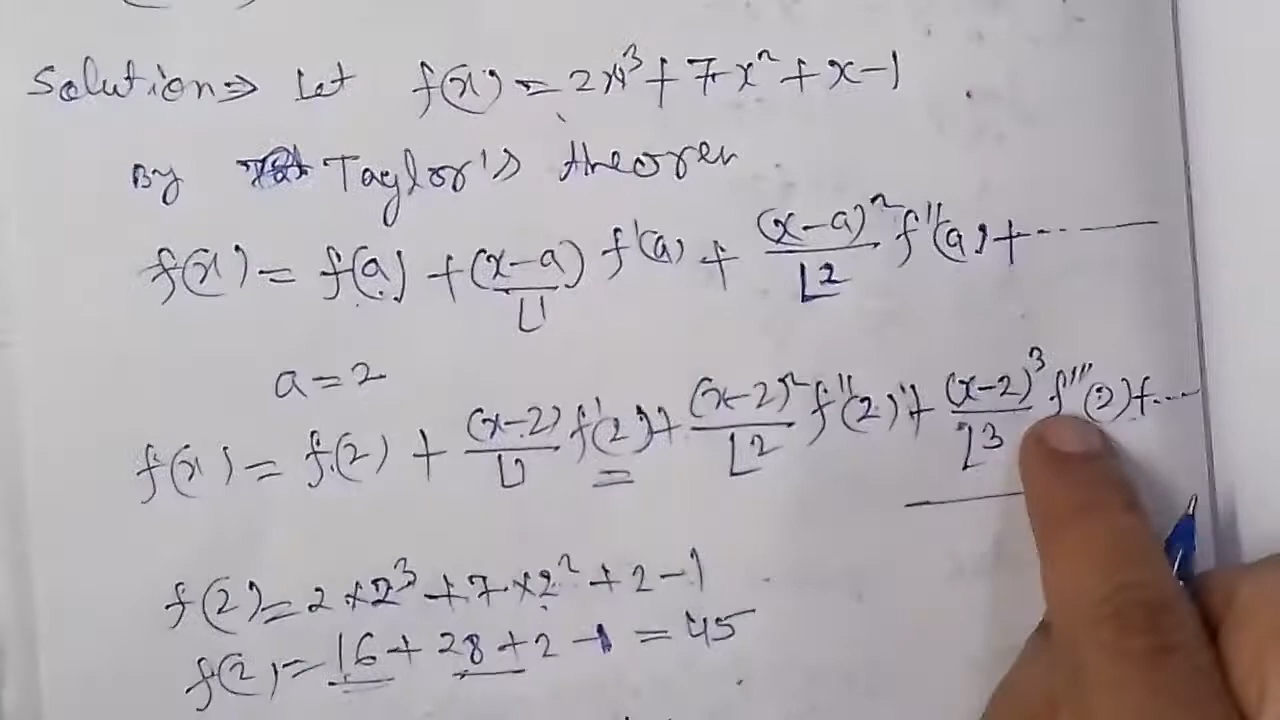 Solution⇒ Let f(x) = 2x³ + 7x² + x - 1
By Taylor's theorem
f(x) = f(a) + (x-a)/∟1 f'(a) + (x-a)²/∟2 f''(a) + ......
a = 2
f(x) = f(2) + (x-2)/∟1 f'(2) + (x-2)²/∟2 f''(2) + (x-2)³/∟3 f'''(2) + ...
f(2) = 2×2³ + 7×2² + 2 - 1
f(2) = 16 + 28 + 2 - 1 = 45